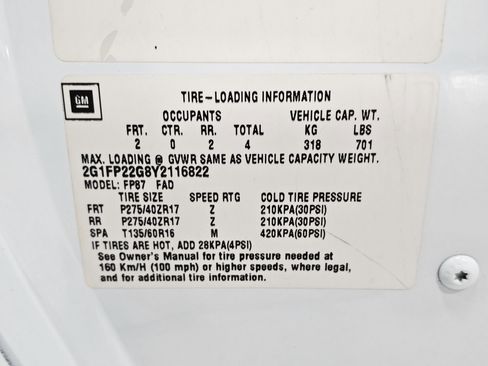 GM
TIRE-LOADING INFORMATION
OCCUPANTS VEHICLE CAP. WT.
FRT. CTR. RR. TOTAL KG LBS
2 0 2 4 318 701
MAX. LOADING @ GVWR SAME AS VEHICLE CAPACITY WEIGHT.
2G1FP22G8Y2116822
MODEL: FP87 FAD
TIRE SIZE SPEED RTG COLD TIRE PRESSURE
FRT P275/40ZR17 Z 210KPA(30PSI)
RR P275/40ZR17 Z 210KPA(30PSI)
SPA T135/60R16 M 420KPA(60PSI)
IF TIRES ARE HOT, ADD 28KPA(4PSI)
See Owner's Manual for tire pressure needed at
160 Km/H (100 mph) or higher speeds, where legal,
and for additional tire information.